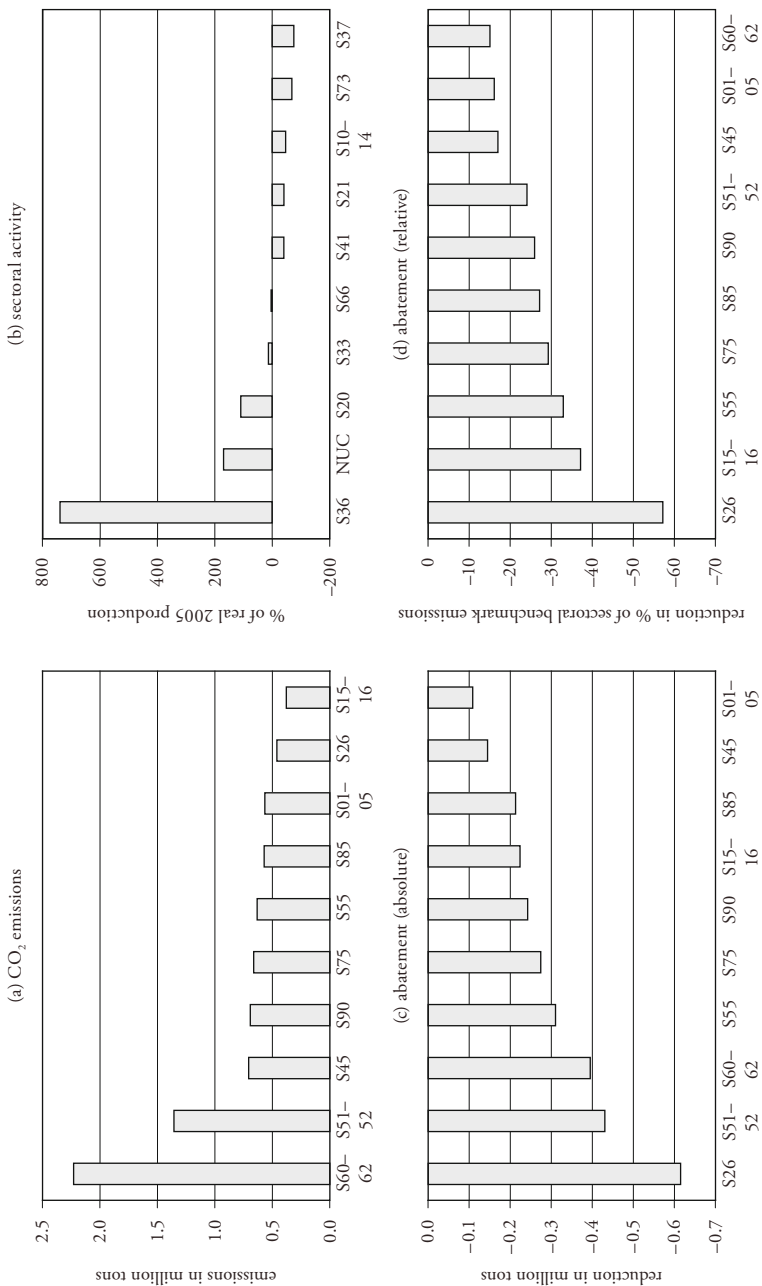 (a) CO₂ emissions
emissions in million tons
2.5
2.0
1.5
1.0
0.5
0.0
S60–
62
S51–
52
S45
S90
S75
S55
S85
S01–
05
S26
S15–
16
(b) sectoral activity
% of real 2005 production
800
600
400
200
0
−200
S36
NUC
S20
S33
S66
S41
S21
S10–
14
S73
S37
(c) abatement (absolute)
reduction in million tons
0.0
−0.1
−0.2
−0.3
−0.4
−0.5
−0.6
−0.7
S26
S51–
52
S60–
62
S55
S75
S90
S15–
16
S85
S45
S01–
05
(d) abatement (relative)
reduction in % of sectoral benchmark emissions
0
−10
−20
−30
−40
−50
−60
−70
S26
S15–
16
S55
S75
S85
S90
S51–
52
S45
S01–
05
S60–
62